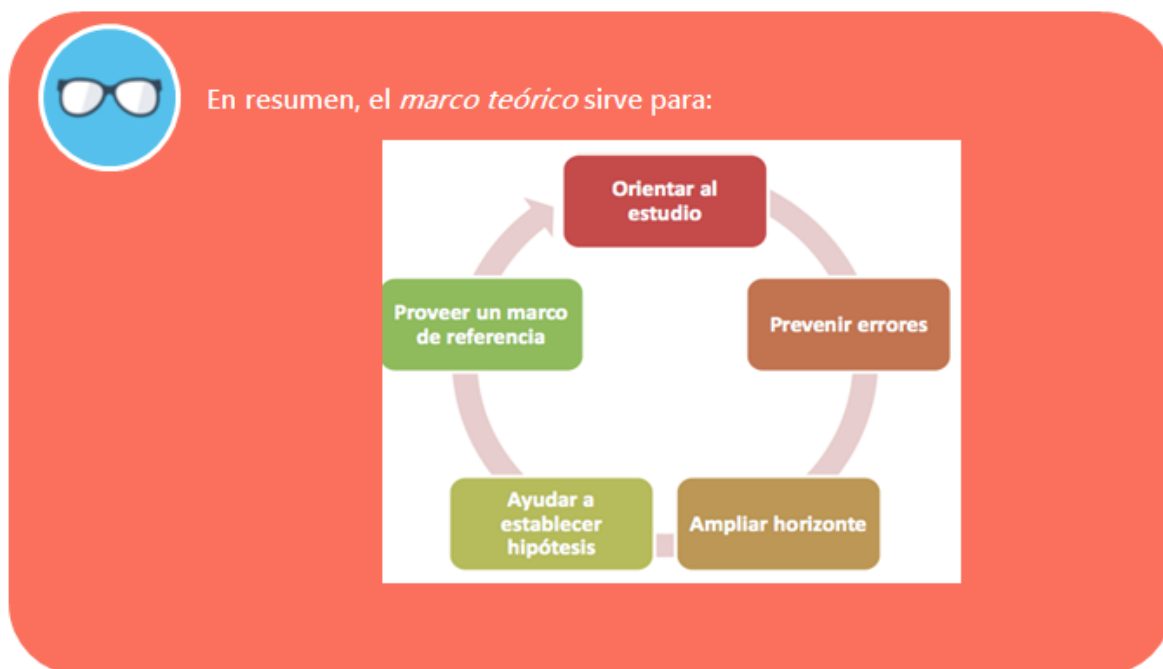 En resumen, el marco teórico sirve para:
Orientar al
estudio
Prevenir errores
Ampliar horizonte
Ayudar a
establecer
hipótesis
Proveer un marco
de referencia